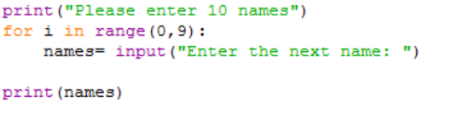 print("Please enter 10 names")
for i in range(0,9):
    names= input("Enter the next name: ")
print(names)